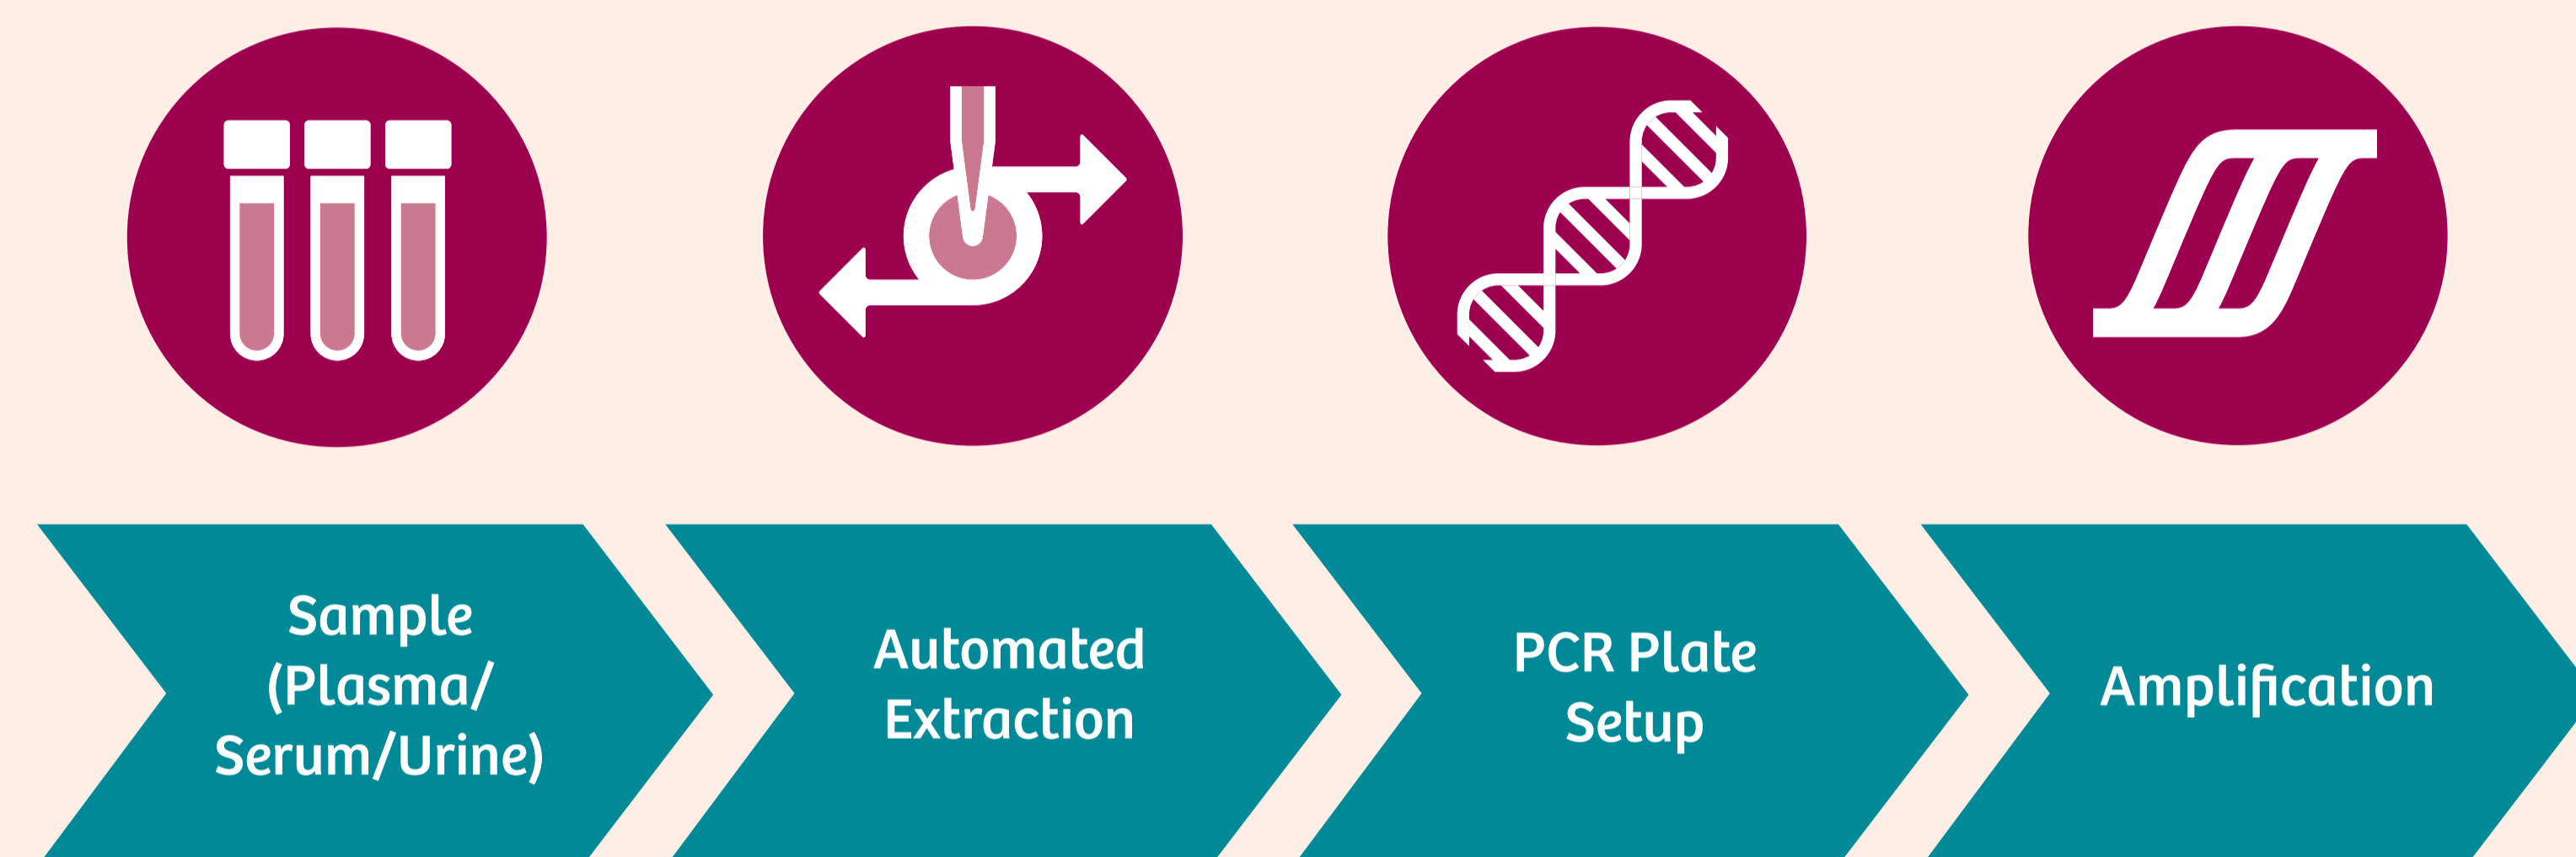 Sample
(Plasma/
Serum/Urine)
Automated
Extraction
PCR Plate
Setup
Amplification